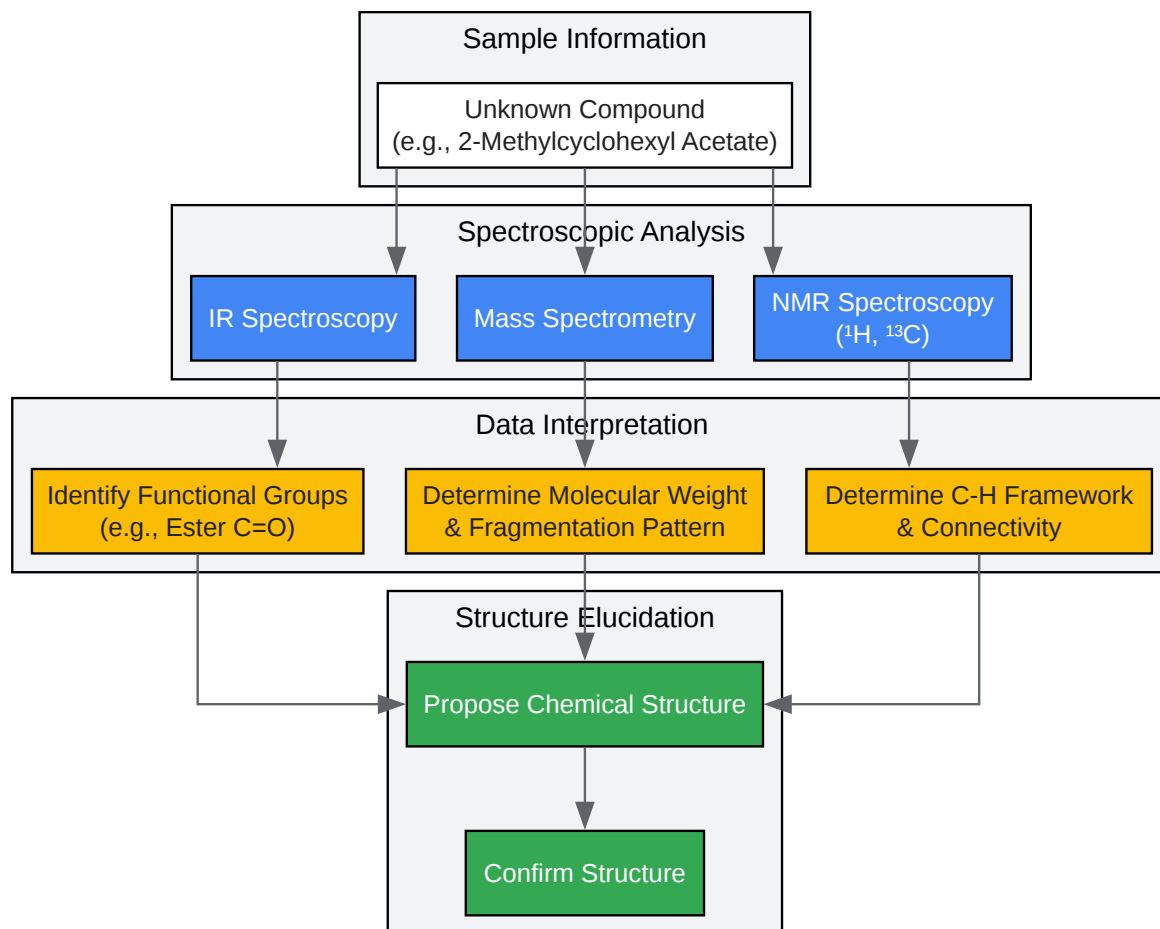 Sample Information
Unknown Compound
(e.g., 2-Methylcyclohexyl Acetate)
Spectroscopic Analysis
IR Spectroscopy
Mass Spectrometry
NMR Spectroscopy
(¹H, ¹³C)
Data Interpretation
Identify Functional Groups
(e.g., Ester C=O)
Determine Molecular Weight
& Fragmentation Pattern
Determine C-H Framework
& Connectivity
Structure Elucidation
Propose Chemical Structure
Confirm Structure